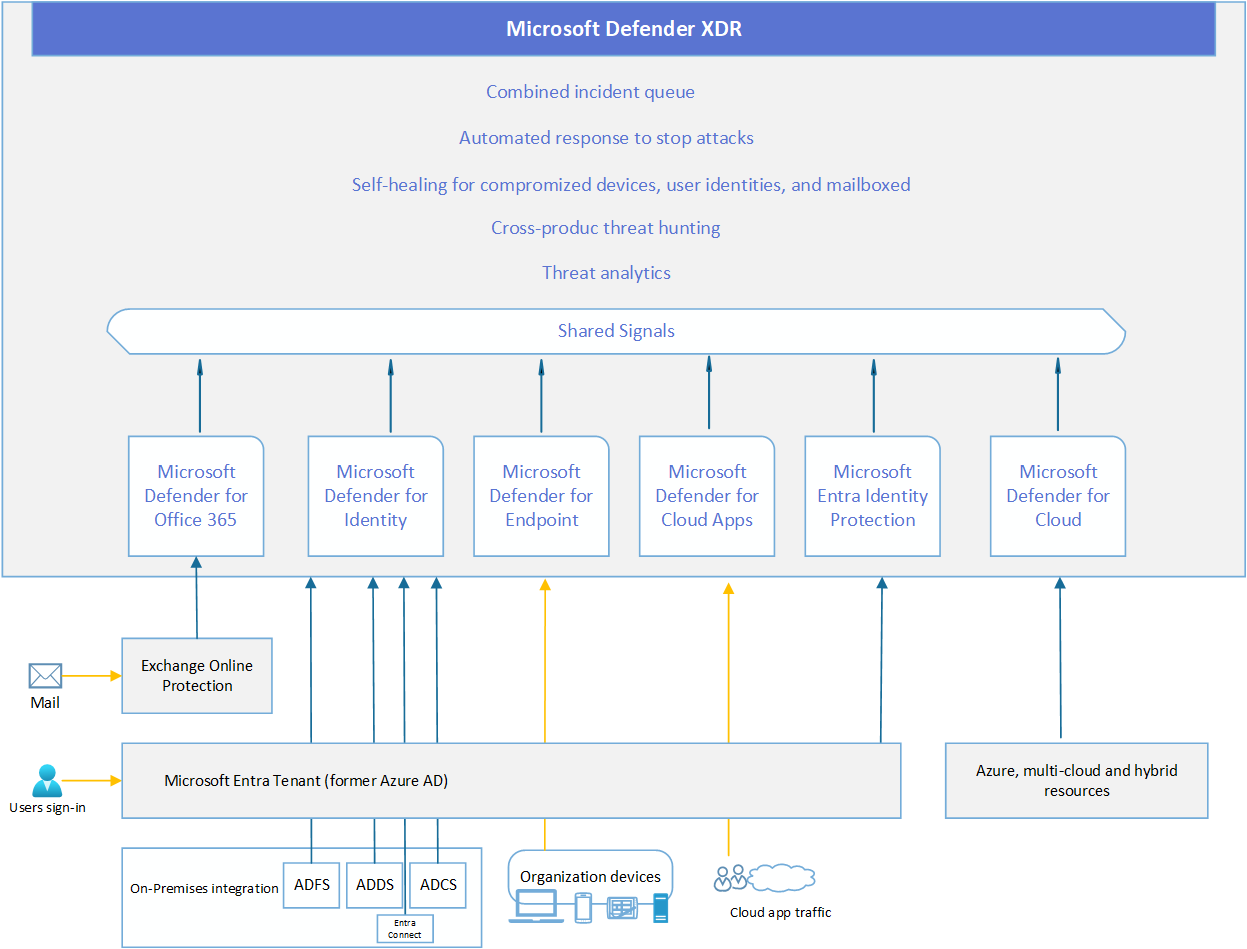 Microsoft Defender XDR
Combined incident queue
Automated response to stop attacks
Self-healing for compromized devices, user identities, and mailboxed
Cross-produc threat hunting
Threat analytics
Shared Signals
Microsoft
Defender for
Office 365
Microsoft
Defender for
Identity
Microsoft
Defender for
Endpoint
Microsoft
Defender for
Cloud Apps
Microsoft
Entra Identity
Protection
Microsoft
Defender for
Cloud
Mail
Exchange Online
Protection
Users sign-in
Microsoft Entra Tenant (former Azure AD)
Azure, multi-cloud and hybrid
resources
On-Premises integration
ADFS
ADDS
ADCS
Entra
Connect
Organization devices
Cloud app traffic